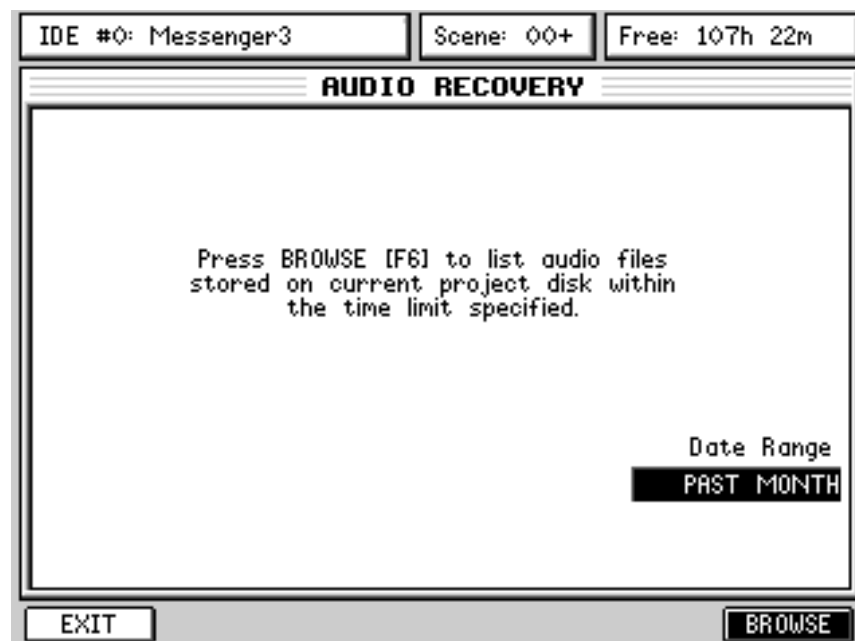 IDE #0: Messenger3
Scene: 00+
Free: 107h 22m
AUDIO RECOVERY
Press BROWSE [F6] to list audio files
stored on current project disk within
the time limit specified.
Date Range
PAST MONTH
EXIT
BROWSE